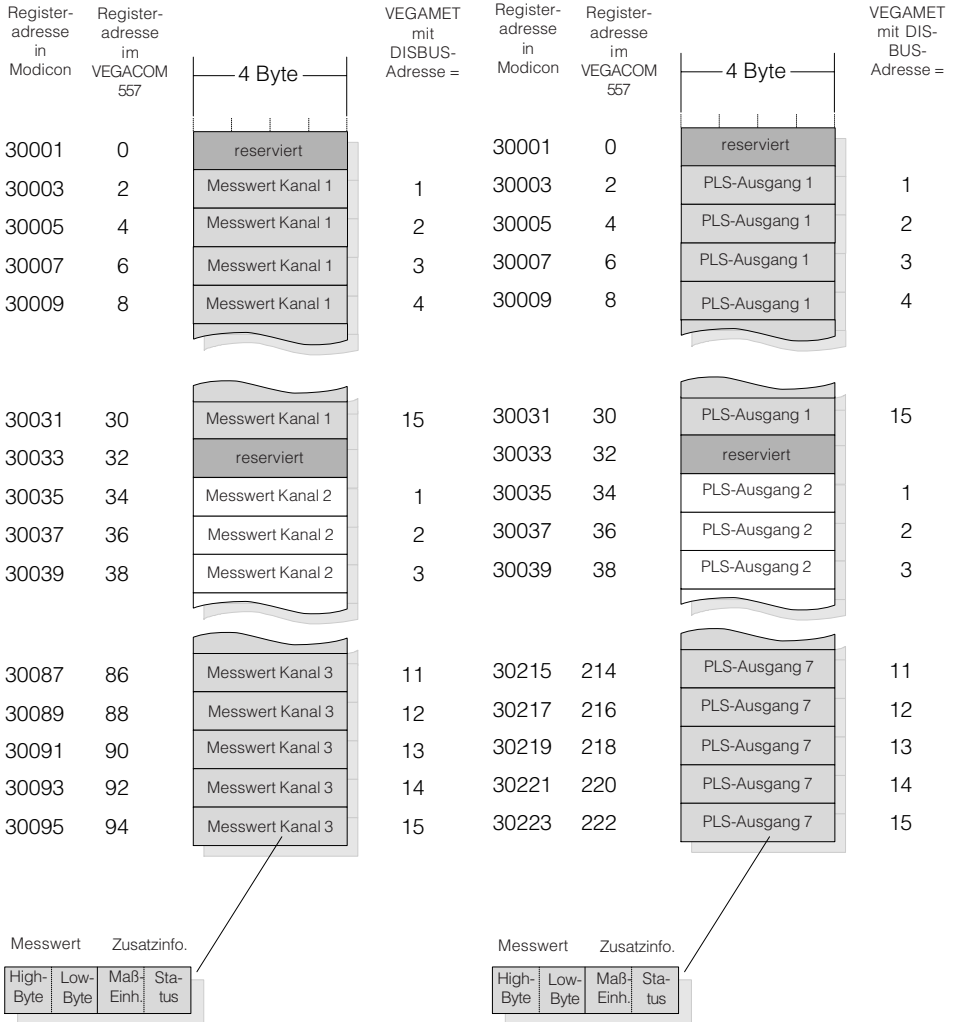 Register-
adresse
in
Modicon
Register-
adresse
im
VEGACOM
557
4 Byte
VEGAMET
mit
DISBUS-
Adresse =
30001 0 reserviert
30003 2 Messwert Kanal 1 1
30005 4 Messwert Kanal 1 2
30007 6 Messwert Kanal 1 3
30009 8 Messwert Kanal 1 4
30031 30 Messwert Kanal 1 15
30033 32 reserviert
30035 34 Messwert Kanal 2 1
30037 36 Messwert Kanal 2 2
30039 38 Messwert Kanal 2 3
30087 86 Messwert Kanal 3 11
30089 88 Messwert Kanal 3 12
30091 90 Messwert Kanal 3 13
30093 92 Messwert Kanal 3 14
30095 94 Messwert Kanal 3 15
Messwert Zusatzinfo.
High-
Byte
Low-
Byte
Maß-
Einh.
Sta-
tus
Register-
adresse
in
Modicon
Register-
adresse
im
VEGACOM
557
4 Byte
VEGAMET
mit DIS-
BUS-
Adresse =
30001 0 reserviert
30003 2 PLS-Ausgang 1 1
30005 4 PLS-Ausgang 1 2
30007 6 PLS-Ausgang 1 3
30009 8 PLS-Ausgang 1 4
30031 30 PLS-Ausgang 1 15
30033 32 reserviert
30035 34 PLS-Ausgang 2 1
30037 36 PLS-Ausgang 2 2
30039 38 PLS-Ausgang 2 3
30215 214 PLS-Ausgang 7 11
30217 216 PLS-Ausgang 7 12
30219 218 PLS-Ausgang 7 13
30221 220 PLS-Ausgang 7 14
30223 222 PLS-Ausgang 7 15
Messwert Zusatzinfo.
High-
Byte
Low-
Byte
Maß-
Einh.
Sta-
tus